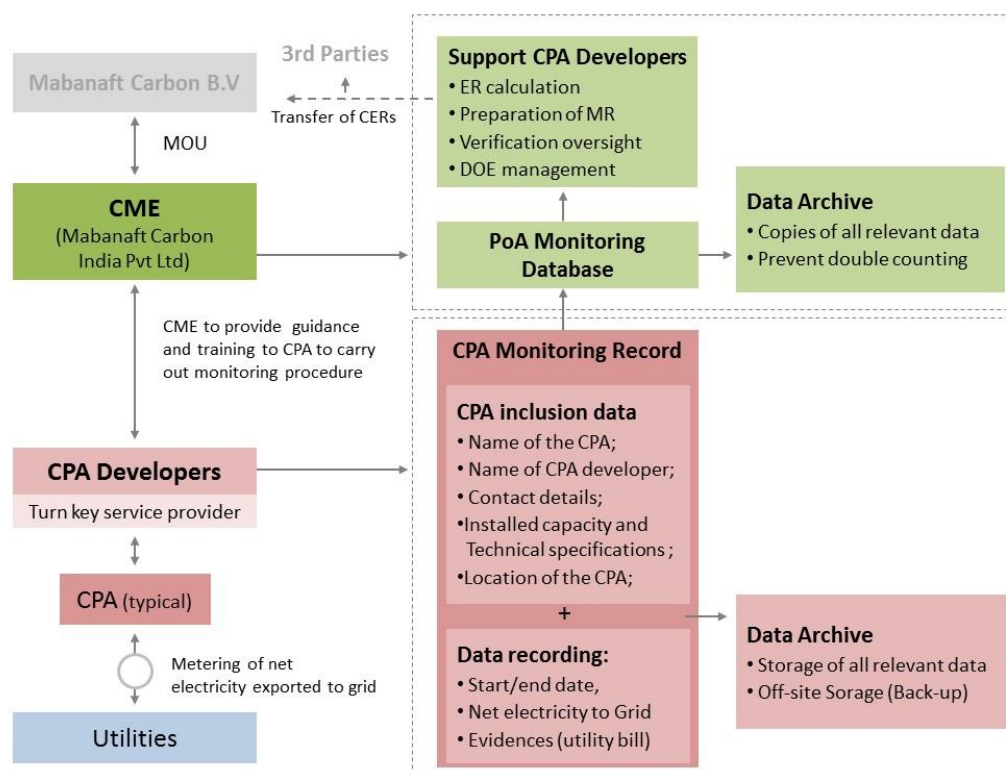 Mabanaft Carbon B.V
3rd Parties
Transfer of CERs
MOU
CME
(Mabanaft Carbon
India Pvt Ltd)
CME to provide guidance
and training to CPA to carry
out monitoring procedure
CPA Developers
Turn key service provider
CPA (typical)
Metering of net
electricity exported to grid
Utilities
Support CPA Developers
• ER calculation
• Preparation of MR
• Verification oversight
• DOE management
PoA Monitoring
Database
Data Archive
• Copies of all relevant data
• Prevent double counting
CPA Monitoring Record
CPA inclusion data
• Name of the CPA;
• Name of CPA developer;
• Contact details;
• Installed capacity and
Technical specifications ;
• Location of the CPA;
+
Data recording:
• Start/end date,
• Net electricity to Grid
• Evidences (utility bill)
Data Archive
• Storage of all relevant data
• Off-site Sorage (Back-up)